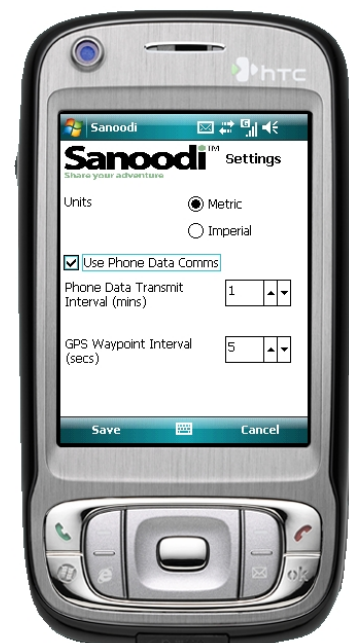 hTC
Sanoodi
Sanoodi™ Settings
Share your adventure
Units
Metric
Imperial
Use Phone Data Comms
Phone Data Transmit
Interval (mins)
1
GPS Waypoint Interval
(secs)
5
Save
Cancel
ok